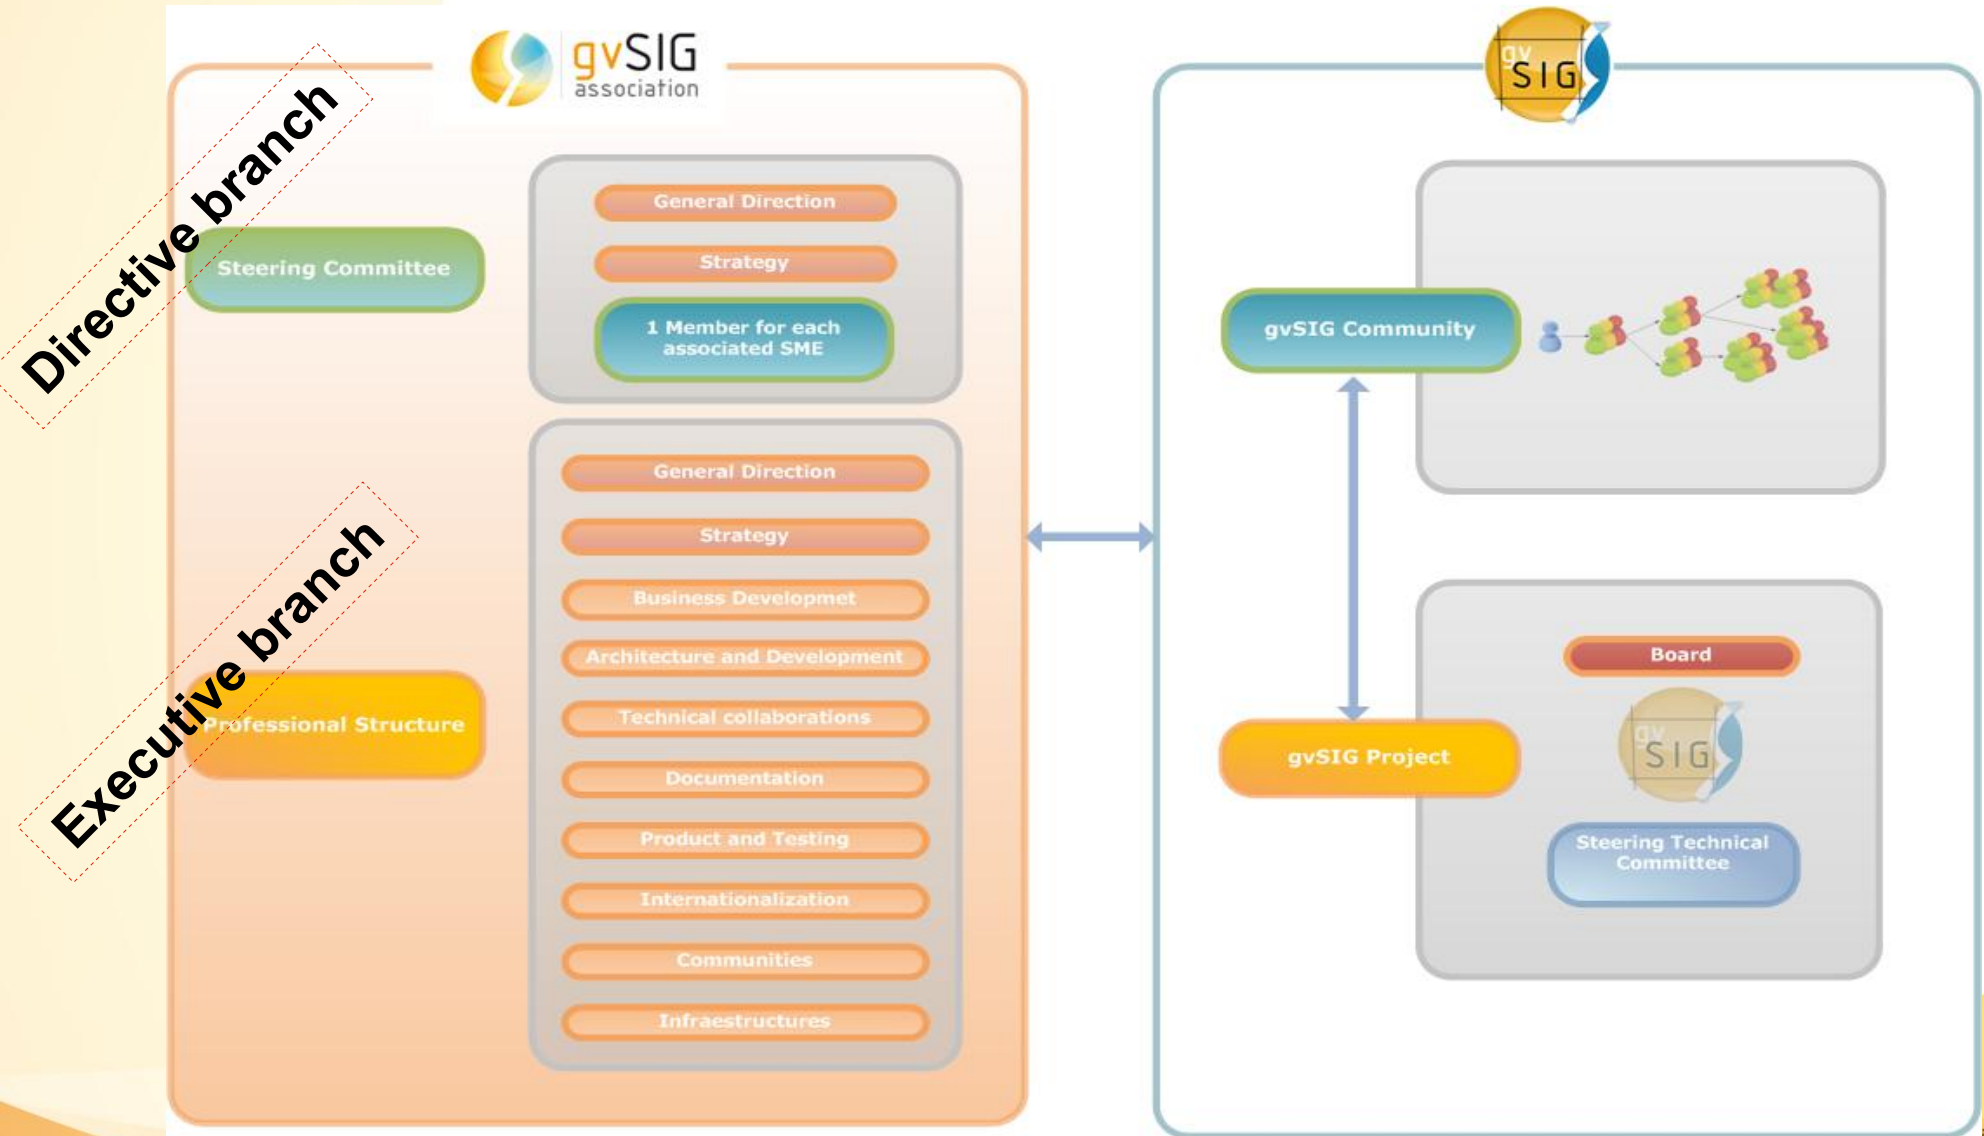 gvSIG
association
Directive branch
Steering Committee
General Direction
Strategy
1 Member for each
associated SME
Executive branch
Professional Structure
General Direction
Strategy
Business Developmet
Architecture and Development
Technical collaborations
Documentation
Product and Testing
Internationalization
Communities
Infraestructures
gv
SIG
gvSIG Community
gvSIG Project
Board
gv
SIG
Steering Technical
Committee